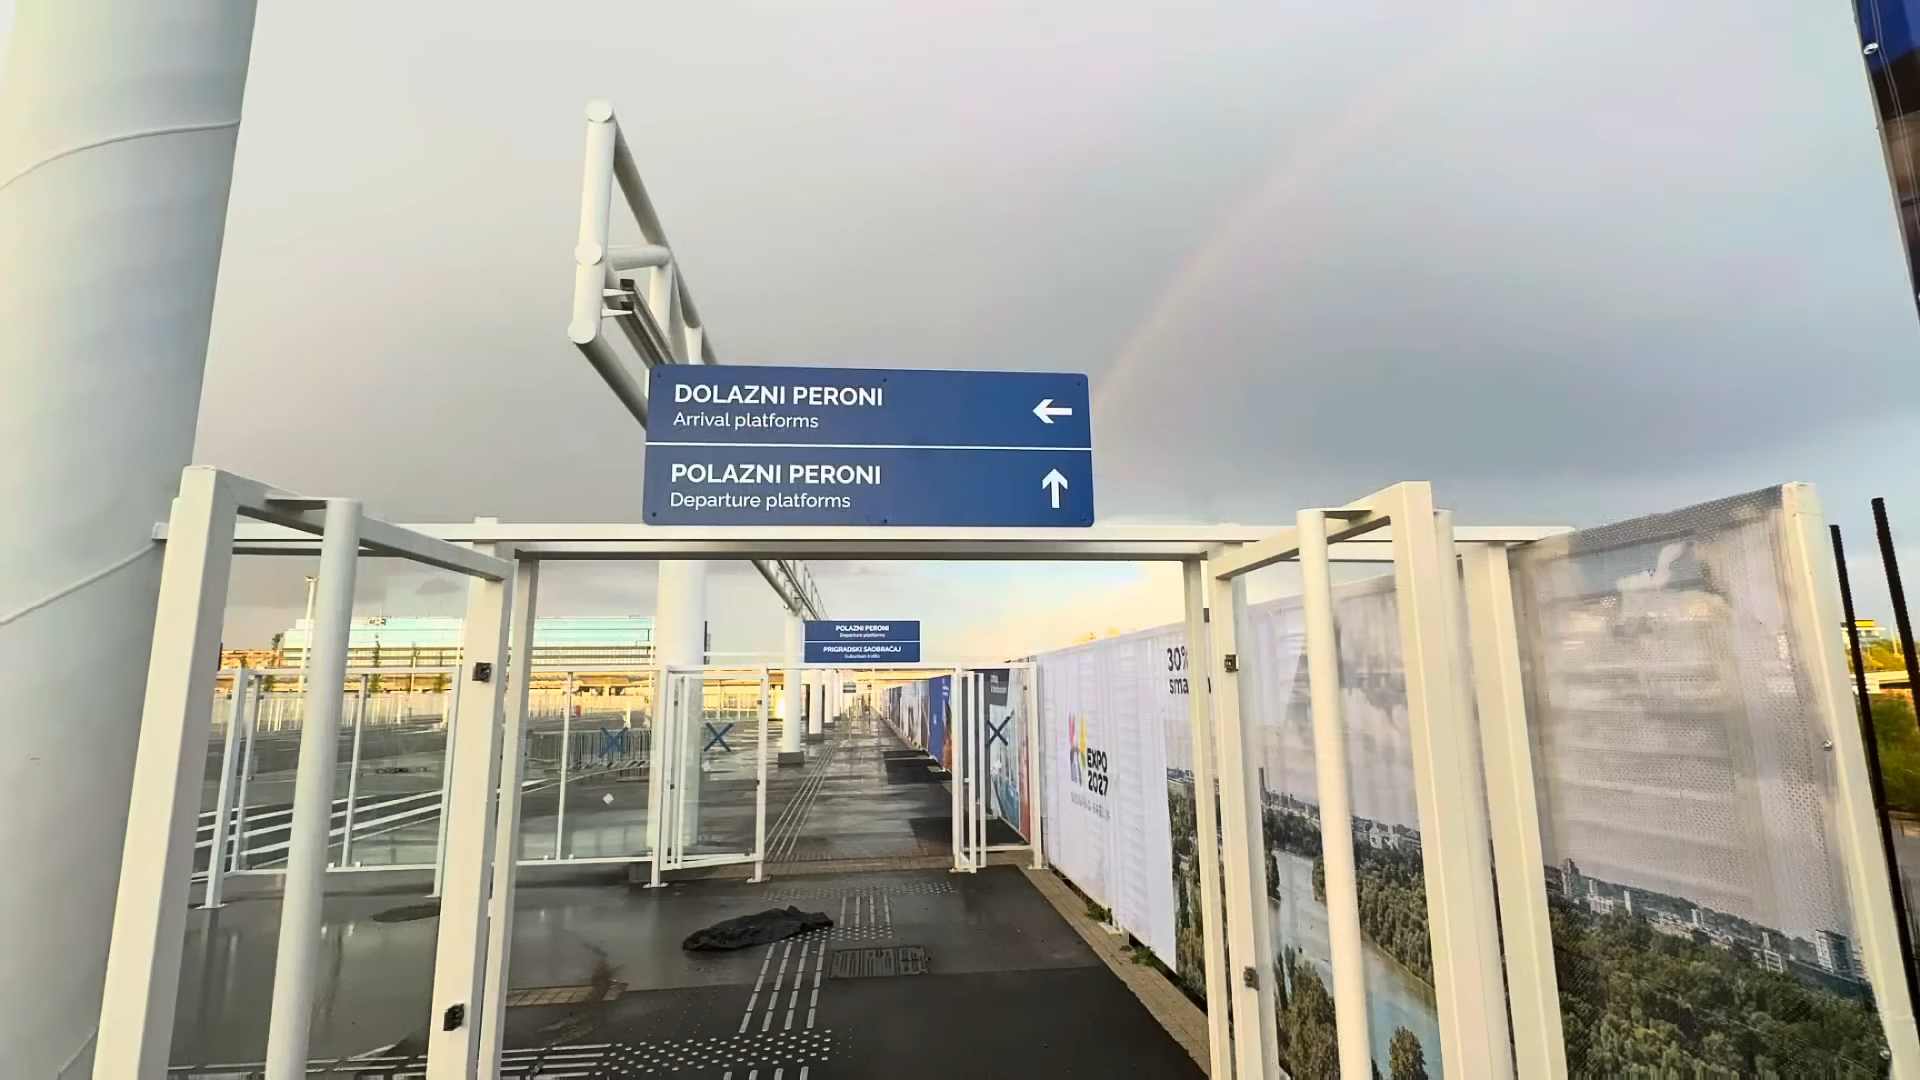 DOLAZNI PERONI
Arrival platforms
POLAZNI PERONI
Departure platforms
POLAZNI PERONI
Departure platforms
PRIGRADSKI SAOBRAĆAJ
Suburban traffic
30%
EXPO
2027